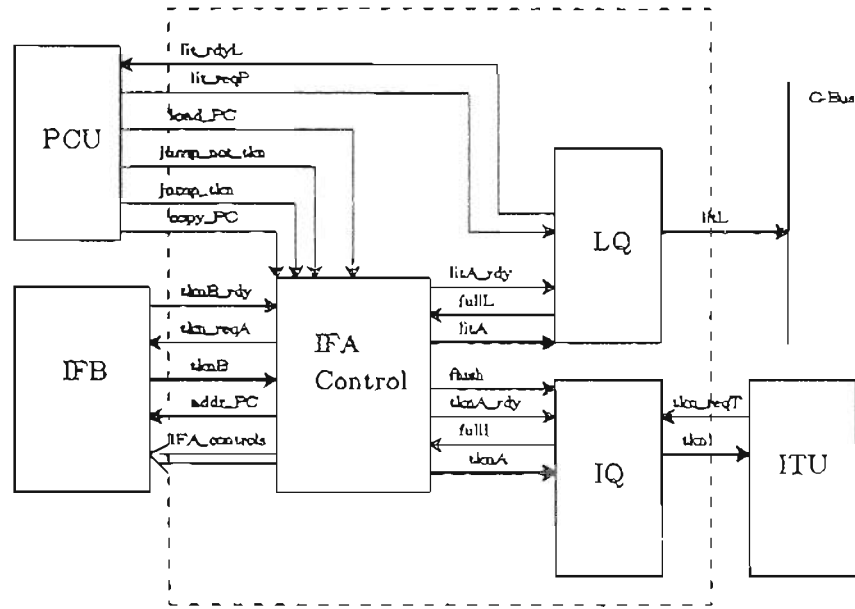 lit_rdyL
lit_reqP
load_PC
jump_not_tkn
jump_tkn
copy_PC
PCU
C-Bus
LQ
litL
litA_rdy
fullL
litA
IFB
tknB_rdy
tkn_reqA
tknB
addr_PC
IFA_controls
IFA
Control
flush
tknA_rdy
fullI
tknA
IQ
tkn_reqT
tknI
ITU